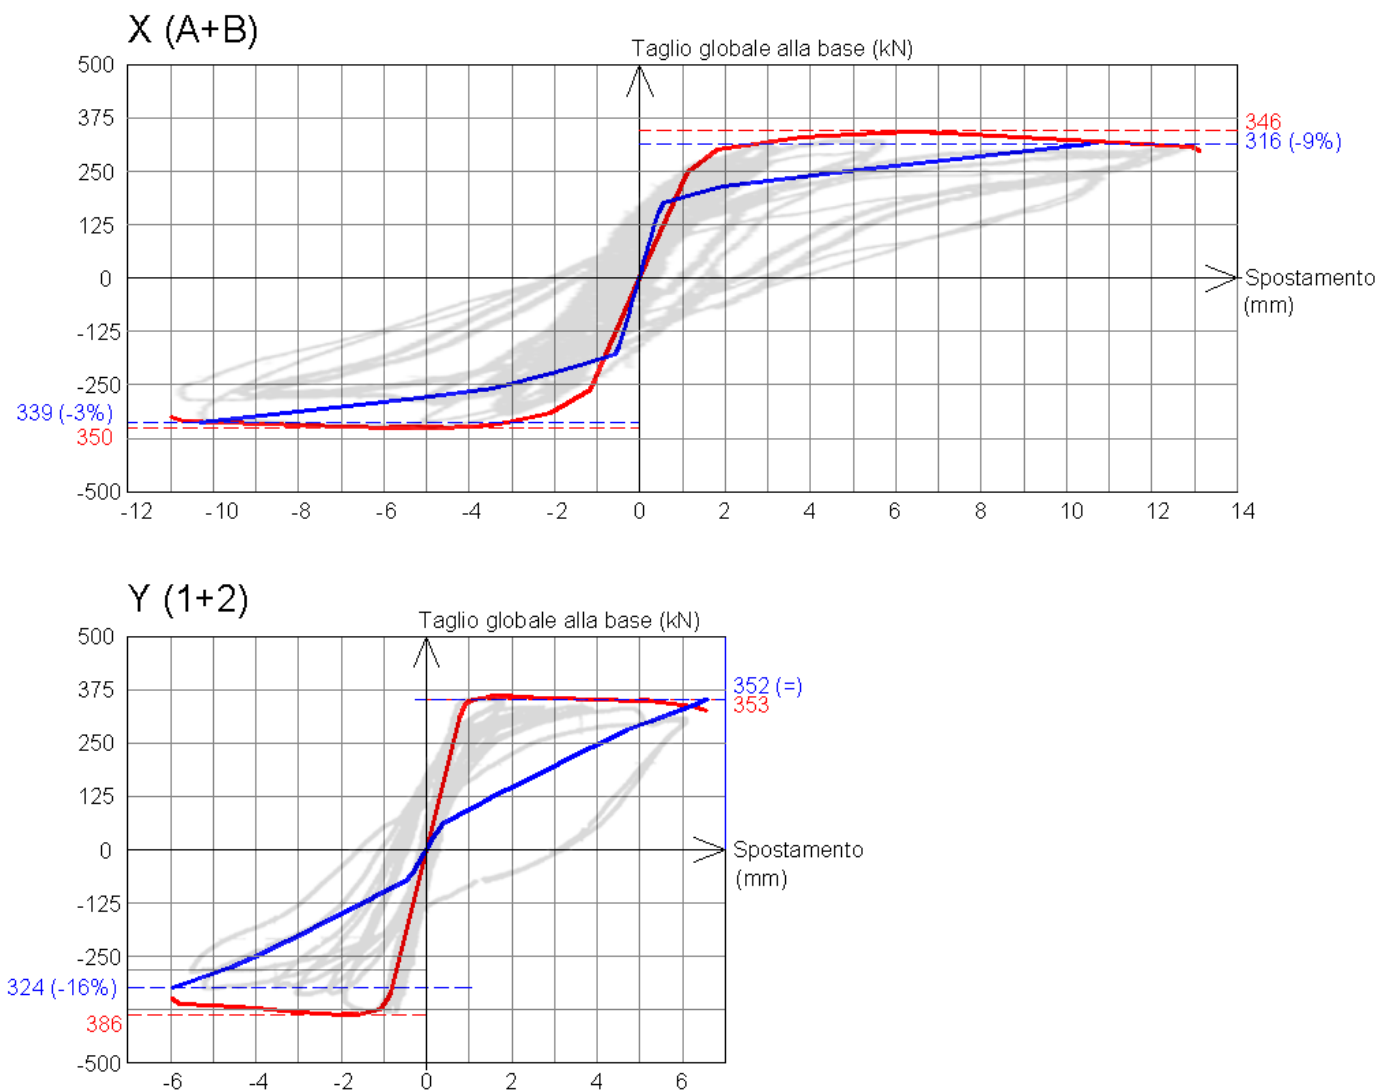 X (A+B)
Taglio globale alla base (kN)
500
375
250
125
0
-125
-250
-375
-500
346
316 (-9%)
Spostamento
(mm)
339 (-3%)
350
-12 -10 -8 -6 -4 -2 0 2 4 6 8 10 12 14
Y (1+2)
Taglio globale alla base (kN)
500
375
250
125
0
-125
-250
-375
-500
352 (=)
353
Spostamento
(mm)
324 (-16%)
386
-6 -4 -2 0 2 4 6